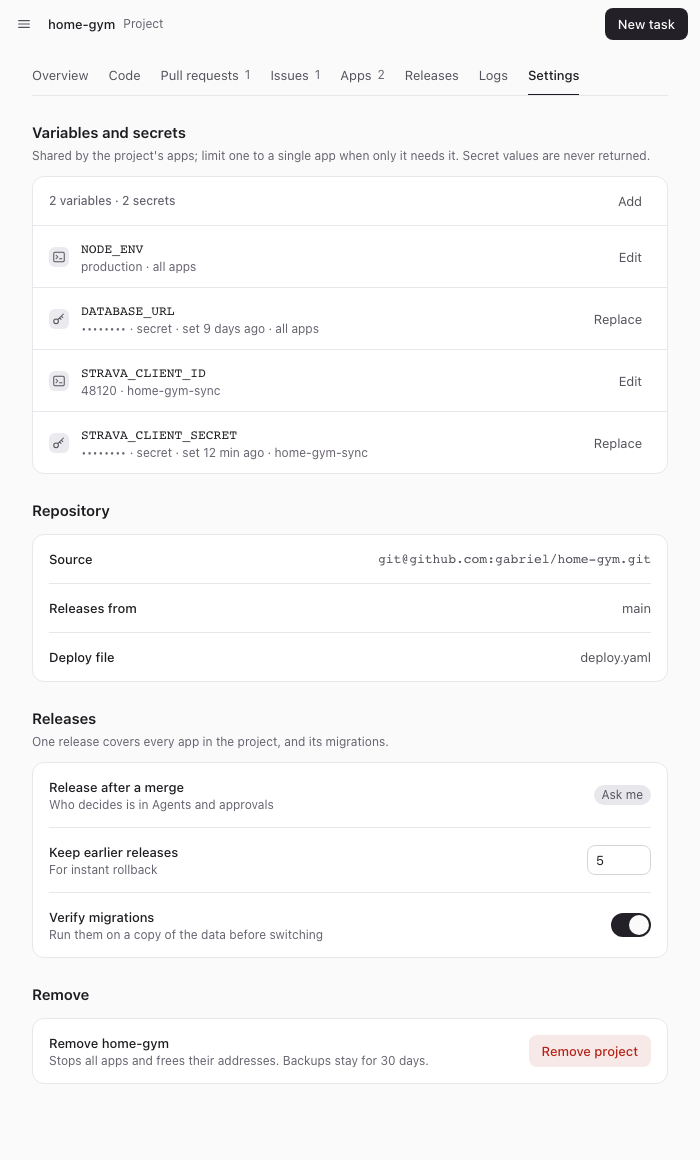 home-gym Project
New task
Overview Code Pull requests 1 Issues 1 Apps 2 Releases Logs Settings
Variables and secrets
Shared by the project's apps; limit one to a single app when only it needs it. Secret values are never returned.
2 variables · 2 secrets
Add
NODE_ENV
production · all apps
Edit
DATABASE_URL
•••••••• · secret · set 9 days ago · all apps
Replace
STRAVA_CLIENT_ID
48120 · home-gym-sync
Edit
STRAVA_CLIENT_SECRET
•••••••• · secret · set 12 min ago · home-gym-sync
Replace
Repository
Source git@github.com:gabriel/home-gym.git
Releases from main
Deploy file deploy.yaml
Releases
One release covers every app in the project, and its migrations.
Release after a merge
Who decides is in Agents and approvals
Ask me
Keep earlier releases
For instant rollback
5
Verify migrations
Run them on a copy of the data before switching
Remove
Remove home-gym
Stops all apps and frees their addresses. Backups stay for 30 days.
Remove project